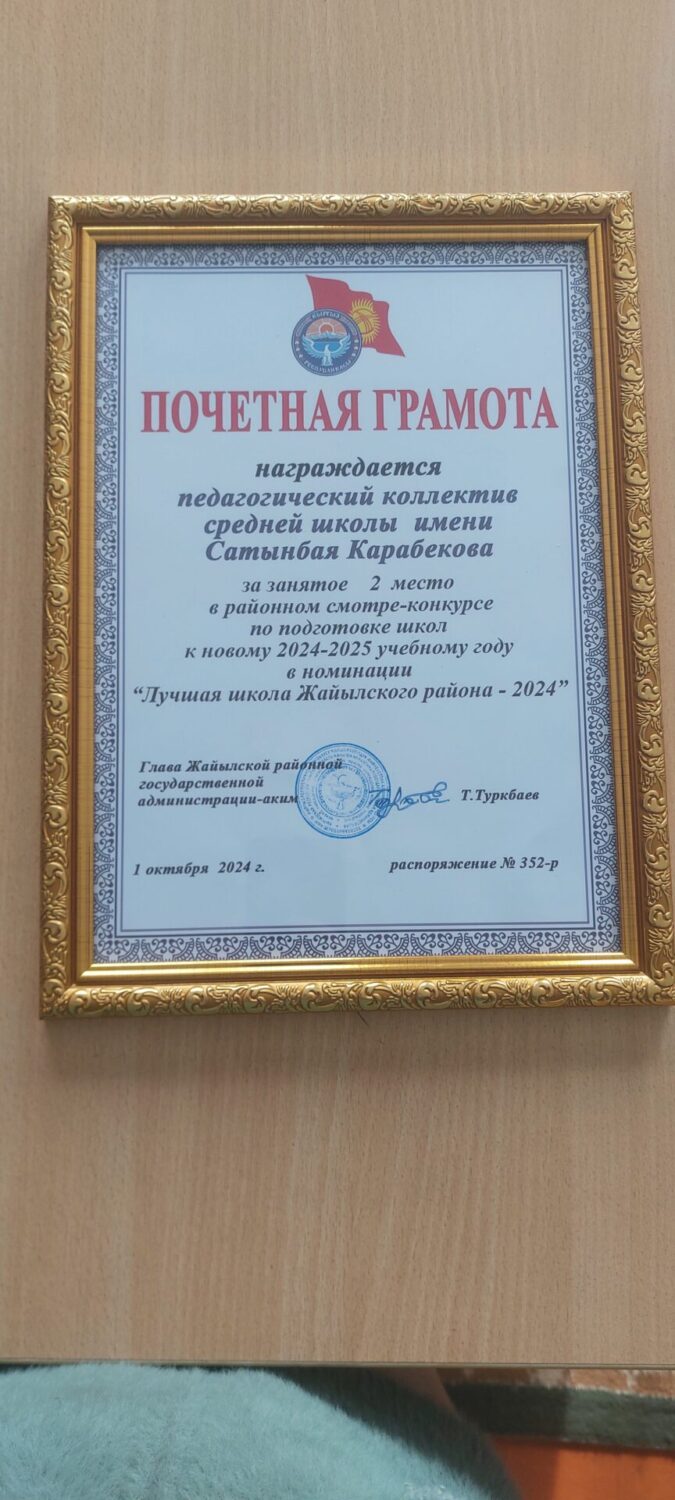 КЫРГЫЗ
РЕСПУБЛИКАСЫ
ПОЧЕТНАЯ ГРАМОТА
награждается
педагогический коллектив
средней школы имени
Сатынбая Карабекова
за занятое 2 место
в районном смотре-конкурсе
по подготовке школ
к новому 2024-2025 учебному году
в номинации
“Лучшая школа Жайылского района - 2024”
Глава Жайылской районной
государственной
администрации-аким
Т.Туркбаев
1 октября 2024 г.
распоряжение № 352-р